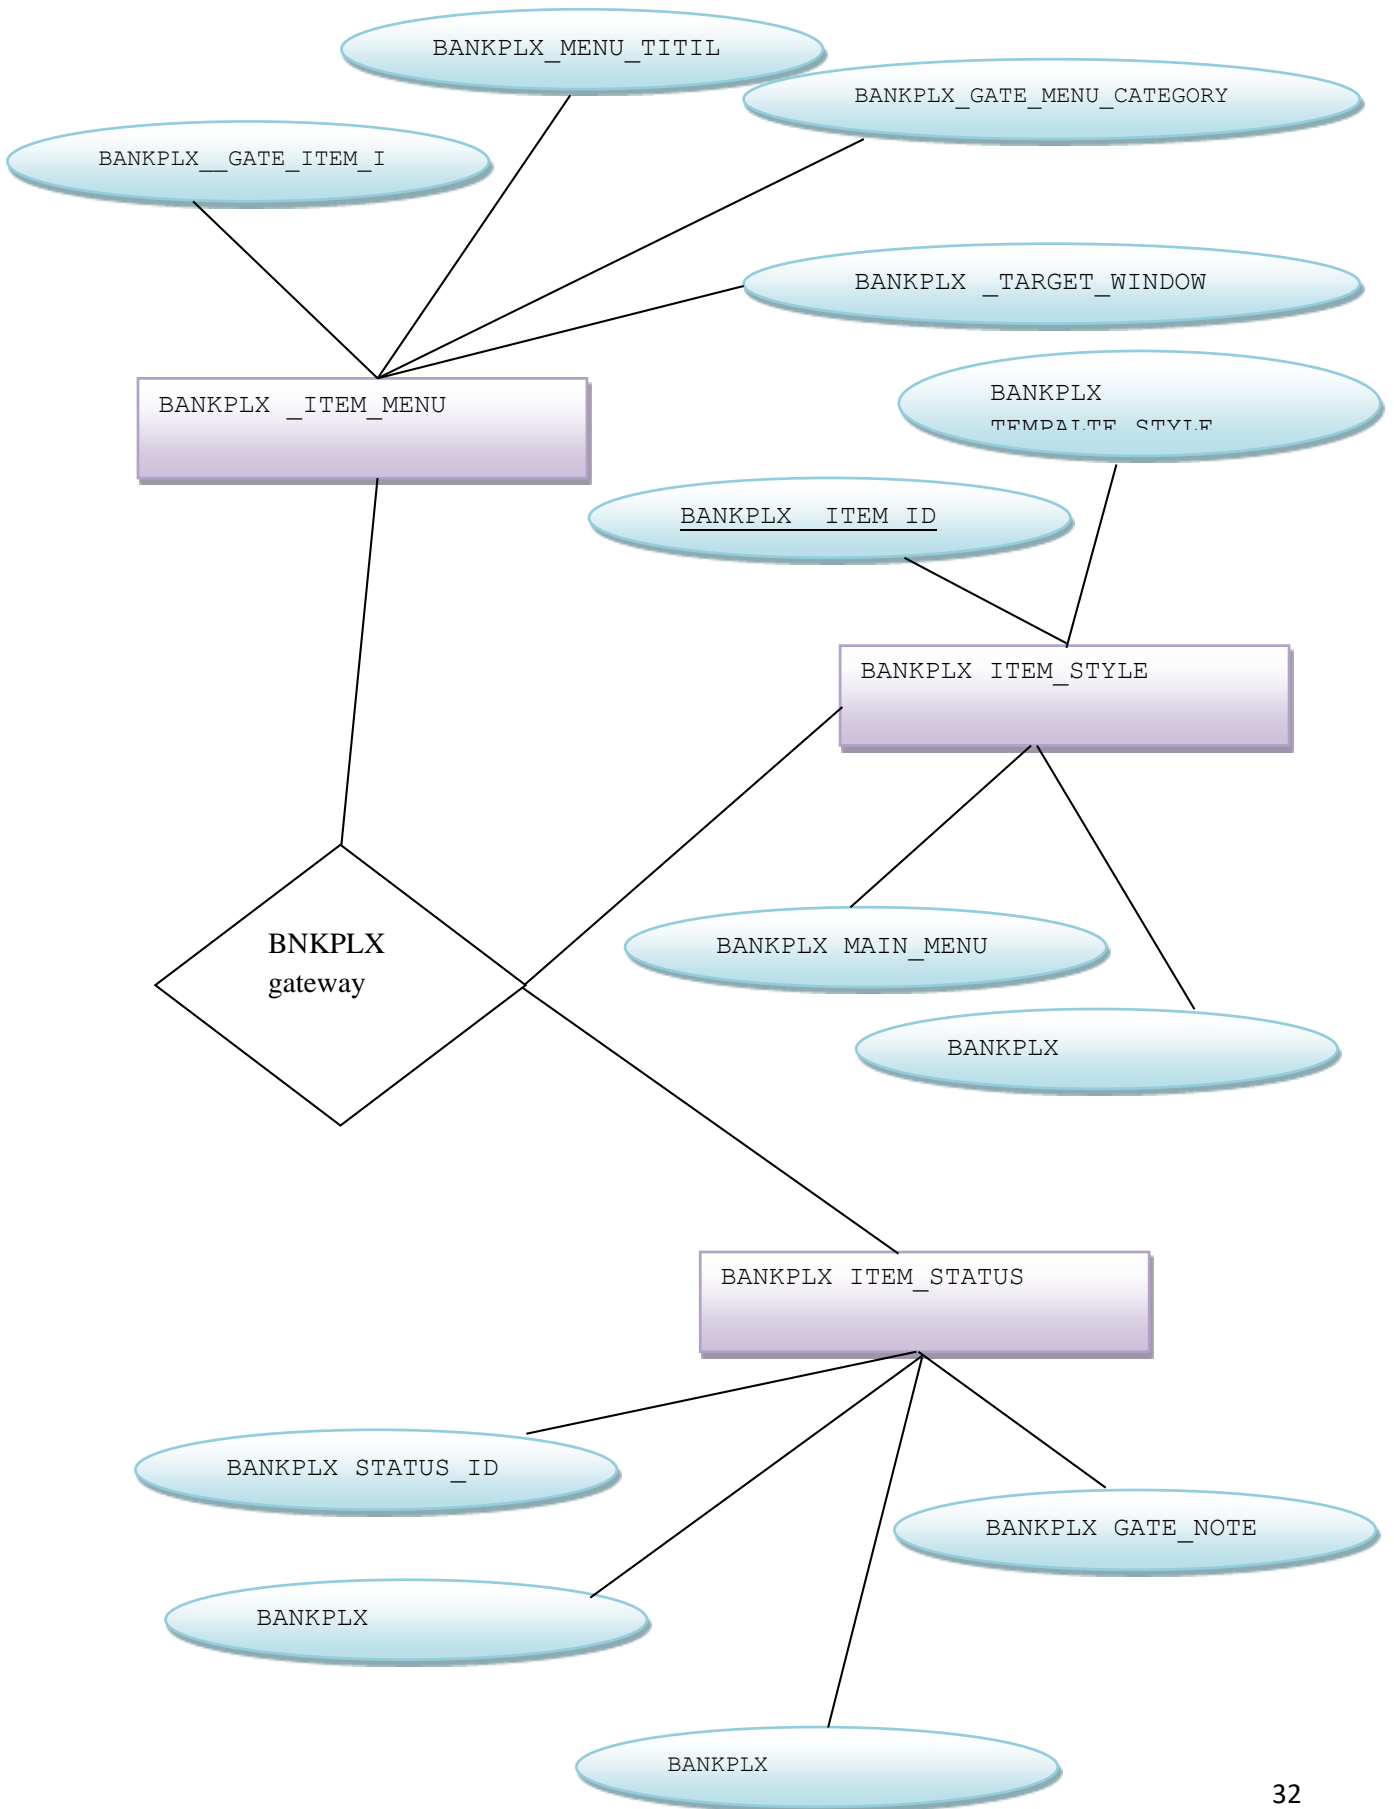 BANKPLX_MENU_TITIL
BANKPLX_GATE_MENU_CATEGORY
BANKPLX__GATE_ITEM_I
BANKPLX _TARGET_WINDOW
BANKPLX
TEMPALTE_STYLE
BANKPLX _ITEM_MENU
BANKPLX  ITEM ID
BANKPLX ITEM_STYLE
BNKPLX
gateway
BANKPLX MAIN_MENU
BANKPLX
BANKPLX ITEM_STATUS
BANKPLX STATUS_ID
BANKPLX GATE_NOTE
BANKPLX
BANKPLX
32